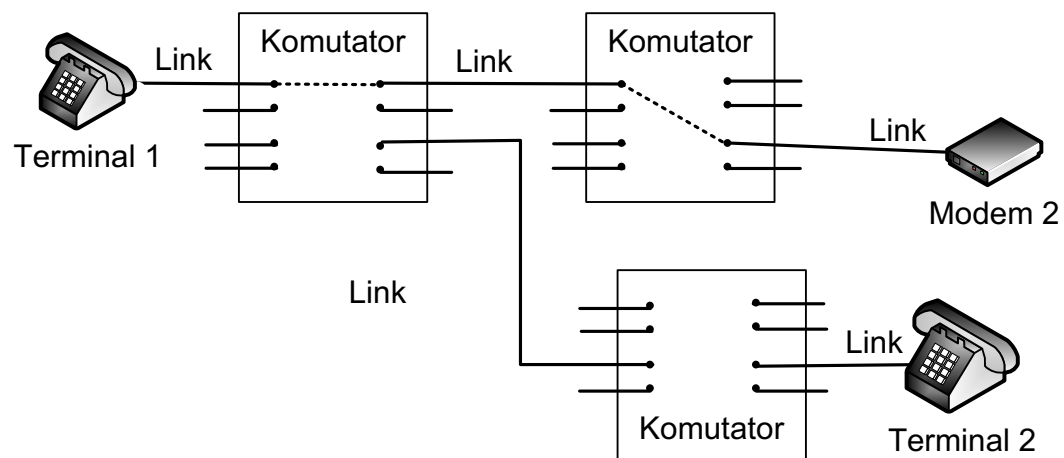 Komutator
Komutator
Link
Link
Link
Terminal 1
Modem 2
Link
Link
Komutator
Terminal 2